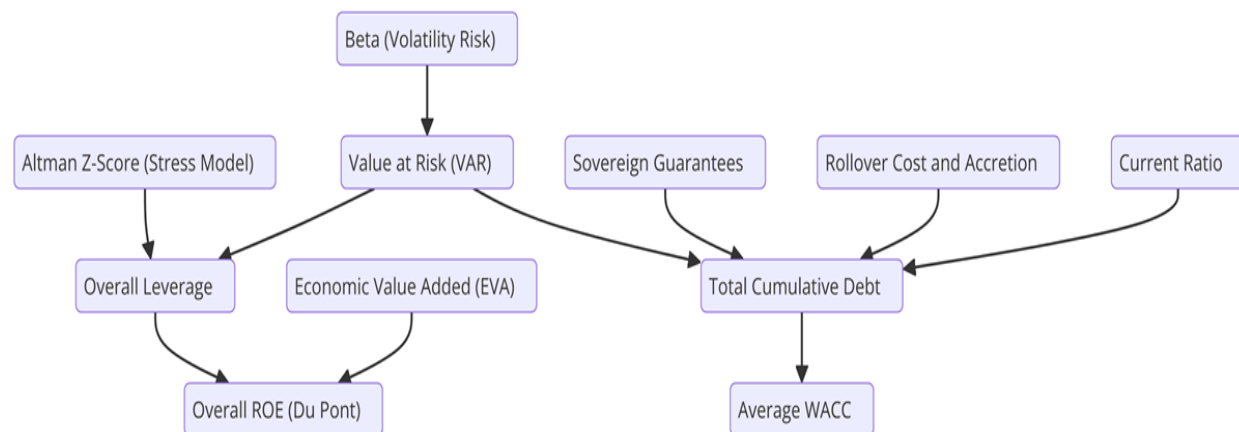 Beta (Volatility Risk)
Altman Z-Score (Stress Model)
Value at Risk (VAR)
Sovereign Guarantees
Rollover Cost and Accretion
Current Ratio
Overall Leverage
Economic Value Added (EVA)
Total Cumulative Debt
Overall ROE (Du Pont)
Average WACC